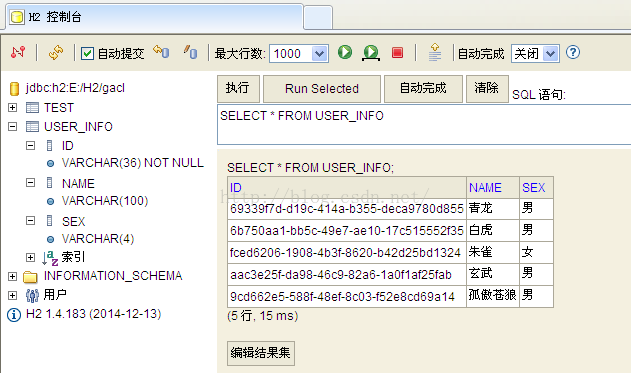 H2 控制台
自动提交 最大行数: 1000 自动完成 关闭
jdbc:h2:E:/H2/gacl
TEST
USER_INFO
ID
VARCHAR(36) NOT NULL
NAME
VARCHAR(100)
SEX
VARCHAR(4)
索引
INFORMATION_SCHEMA
用户
H2 1.4.183 (2014-12-13)
执行 Run Selected 自动完成 清除 SQL 语句:
SELECT * FROM USER_INFO
SELECT * FROM USER_INFO;
http://blog.csdn.net/
ID NAME SEX
69339f7d-d19c-414a-b355-deca9780d855 青龙 男
6b750aa1-bb5c-49e7-ae10-17c515552f35 白虎 男
fced6206-1908-4b3f-8620-b42d25bd1324 朱雀 女
aac3e25f-da98-46c9-82a6-1a0f1af25fab 玄武 男
9cd662e5-588f-48ef-8c03-f52e8cd69a14 孤傲苍狼 男
(5 行, 15 ms)
编辑结果集